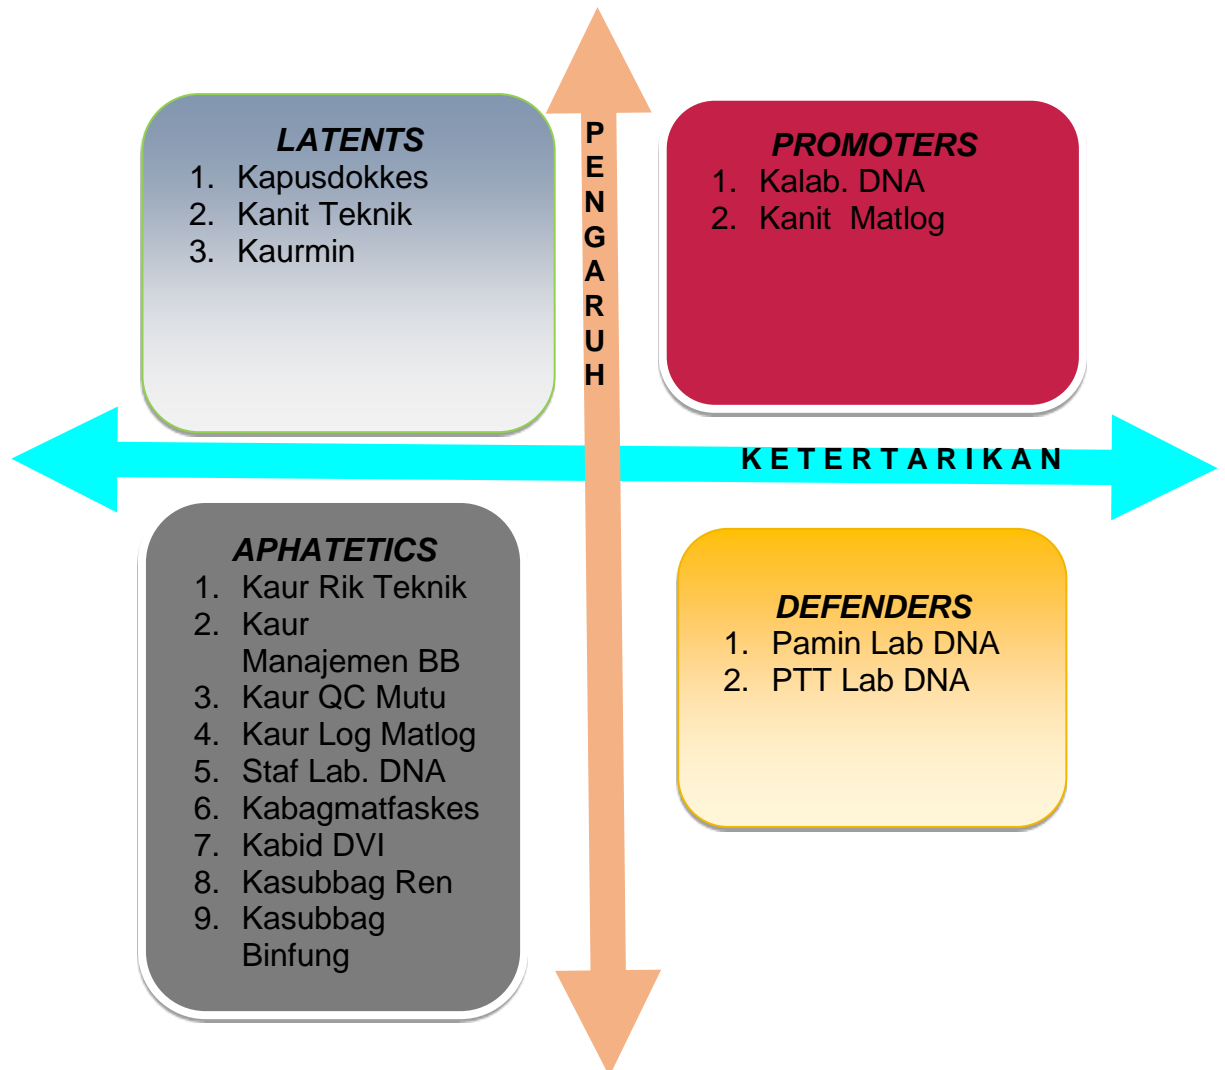 LATENTS
1. Kapusdokkes
2. Kanit Teknik
3. Kaurmin
PENGARUH
PROMOTERS
1. Kalab. DNA
2. Kanit Matlog
K E T E R T A R I K A N
APHATETICS
1. Kaur Rik Teknik
2. Kaur
Manajemen BB
3. Kaur QC Mutu
4. Kaur Log Matlog
5. Staf Lab. DNA
6. Kabagmatfaskes
7. Kabid DVI
8. Kasubbag Ren
9. Kasubbag
Binfung
DEFENDERS
1. Pamin Lab DNA
2. PTT Lab DNA